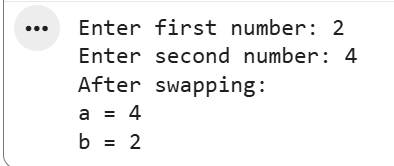 Enter first number: 2
Enter second number: 4
After swapping:
a = 4
b = 2